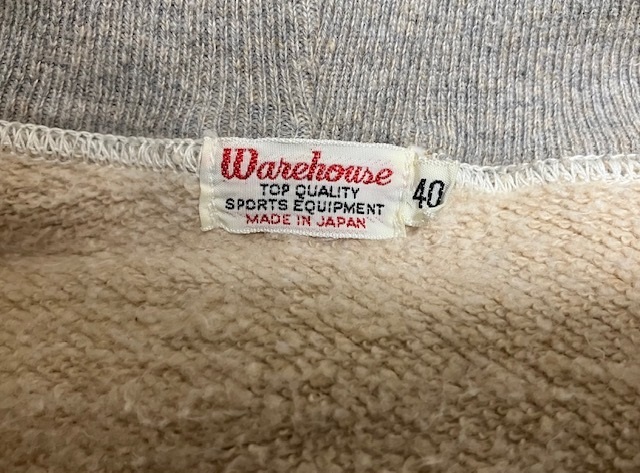 Warehouse
TOP QUALITY
SPORTS EQUIPMENT
MADE IN JAPAN
40